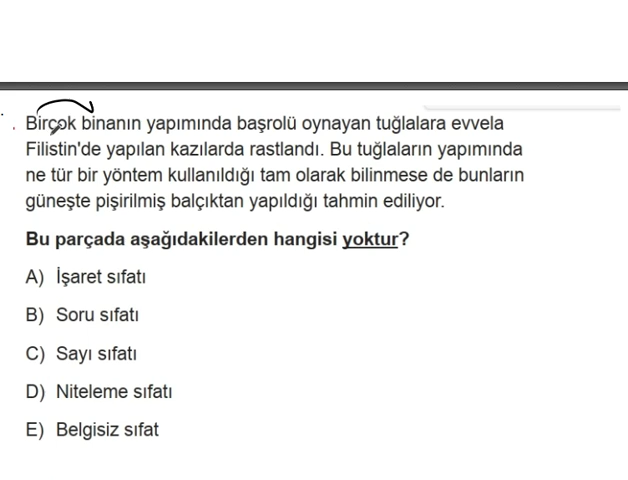 Birçok binanın yapımında başrolü oynayan tuğlalara evvela
Filistin'de yapılan kazılarda rastlandı. Bu tuğlaların yapımında
ne tür bir yöntem kullanıldığı tam olarak bilinmese de bunların
güneşte pişirilmiş balçıktan yapıldığı tahmin ediliyor.
Bu parçada aşağıdakilerden hangisi yoktur?
A) İşaret sıfatı
B) Soru sıfatı
C) Sayı sıfatı
D) Niteleme sıfatı
E) Belgisiz sıfat